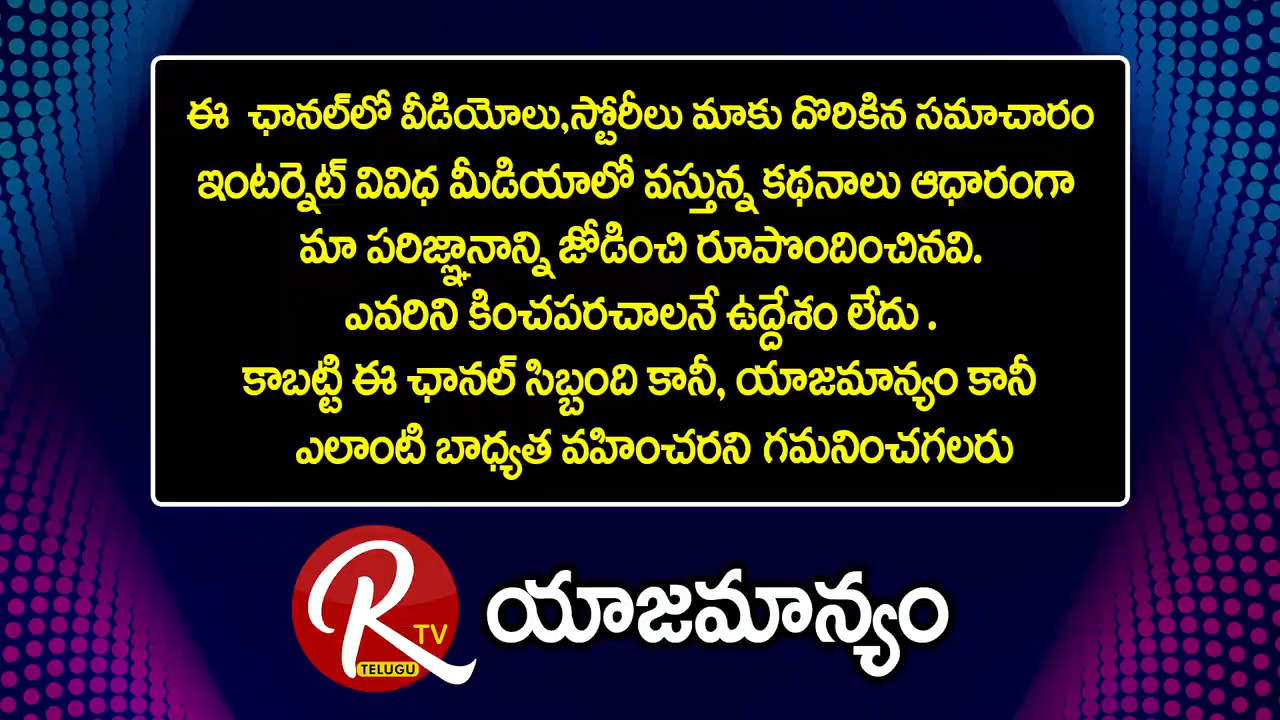 ఈ ఛానల్‌లో వీడియోలు,స్టోరీలు మాకు దొరికిన సమాచారం
ఇంటర్నెట్ వివిధ మీడియాలో వస్తున్న కథనాలు ఆధారంగా
మా పరిజ్ఞానాన్ని జోడించి రూపొందించినవి.
ఎవరిని కించపరచాలనే ఉద్దేశం లేదు .
కాబట్టి ఈ ఛానల్ సిబ్బంది కానీ, యాజమాన్యం కానీ
ఎలాంటి బాధ్యత వహించరని గమనించగలరు
R TV
TELUGU
యాజమాన్యం